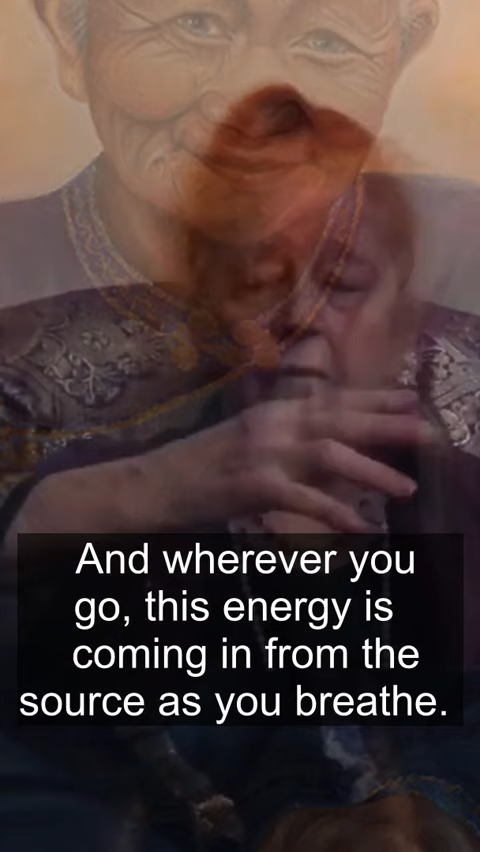 And wherever you
go, this energy is
coming in from the
source as you breathe.